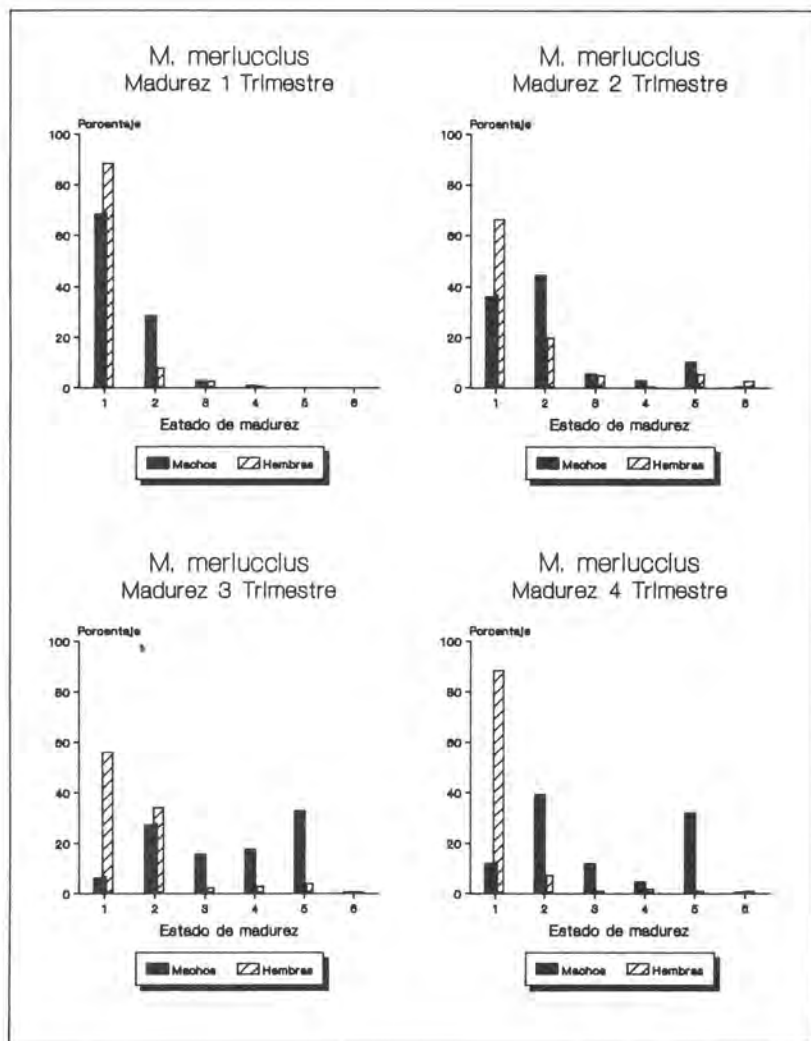 M. merluccius
Madurez 1 Trimestre
Porcentaje
100
80
60
40
20
0
1 2 3 4 5 6
Estado de madurez
Machos Hembras
M. merluccius
Madurez 2 Trimestre
Porcentaje
100
80
60
40
20
0
1 2 3 4 5 6
Estado de madurez
Machos Hembras
M. merluccius
Madurez 3 Trimestre
Porcentaje
100
80
60
40
20
0
1 2 3 4 5 6
Estado de madurez
Machos Hembras
M. merluccius
Madurez 4 Trimestre
Porcentaje
100
80
60
40
20
0
1 2 3 4 5 6
Estado de madurez
Machos Hembras